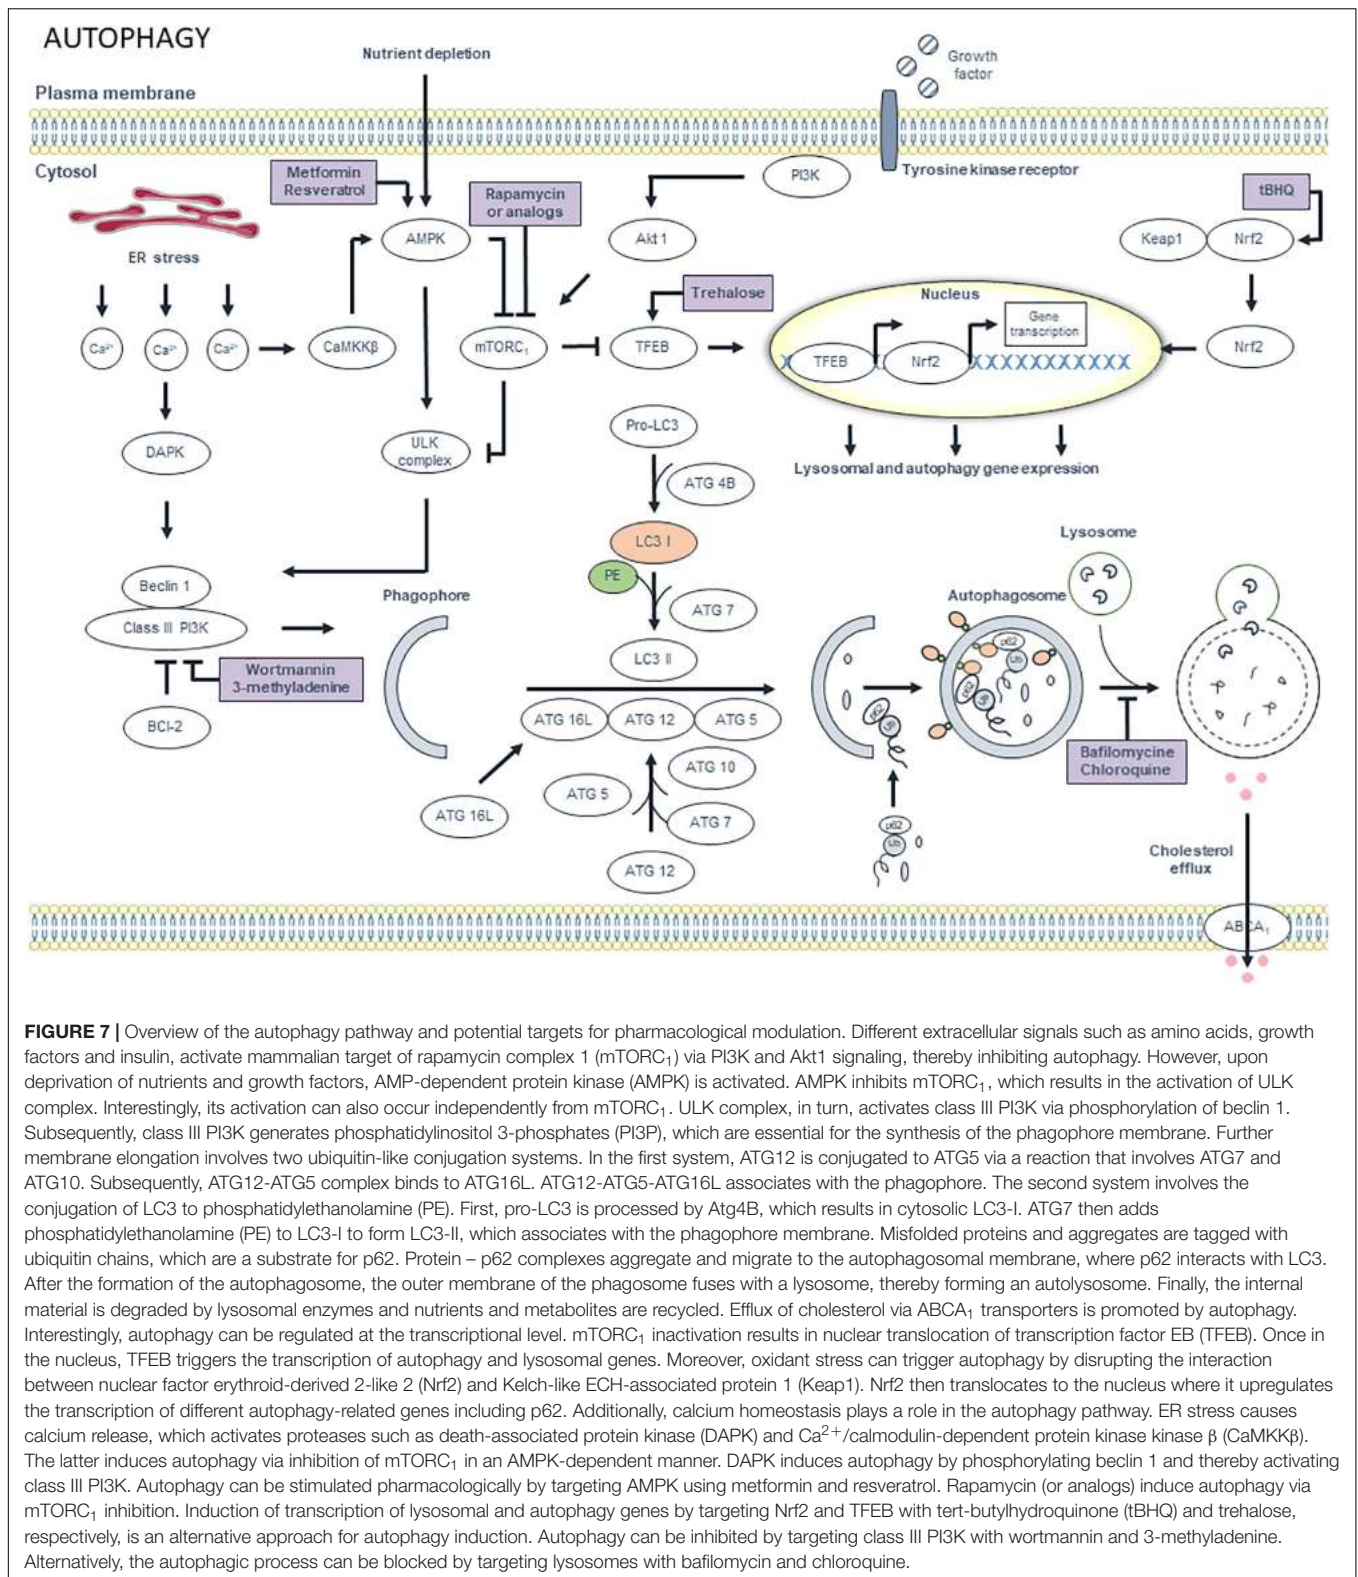 AUTOPHAGY
Nutrient depletion
Growth
factor
Plasma membrane
Cytosol
Metformin
Resveratrol
Rapamycin
or analogs
PI3K
Tyrosine kinase receptor
tBHQ
AMPK
Akt 1
Keap1
Nrf2
ER stress
Trehalose
Nucleus
Gene
transcription
Ca²⁺
Ca²⁺
Ca²⁺
CaMKKβ
mTORC₁
TFEB
TFEB
Nrf2
Nrf2
Pro-LC3
DAPK
ULK
complex
Lysosomal and autophagy gene expression
ATG 4B
LC3 I
Lysosome
PE
Beclin 1
Phagophore
ATG 7
Autophagosome
Class III PI3K
LC3 II
p62
Ub
Wortmannin
3-methyladenine
p62
Ub
BCl-2
ATG 16L
ATG 12
ATG 5
p62
Ub
Bafilomycine
Chloroquine
ATG 10
ATG 5
ATG 16L
ATG 7
p62
Ub
Cholesterol
efflux
ATG 12
ABCA₁
FIGURE 7 | Overview of the autophagy pathway and potential targets for pharmacological modulation. Different extracellular signals such as amino acids, growth
factors and insulin, activate mammalian target of rapamycin complex 1 (mTORC₁) via PI3K and Akt1 signaling, thereby inhibiting autophagy. However, upon
deprivation of nutrients and growth factors, AMP-dependent protein kinase (AMPK) is activated. AMPK inhibits mTORC₁, which results in the activation of ULK
complex. Interestingly, its activation can also occur independently from mTORC₁. ULK complex, in turn, activates class III PI3K via phosphorylation of beclin 1.
Subsequently, class III PI3K generates phosphatidylinositol 3-phosphates (PI3P), which are essential for the synthesis of the phagophore membrane. Further
membrane elongation involves two ubiquitin-like conjugation systems. In the first system, ATG12 is conjugated to ATG5 via a reaction that involves ATG7 and
ATG10. Subsequently, ATG12-ATG5 complex binds to ATG16L. ATG12-ATG5-ATG16L associates with the phagophore. The second system involves the
conjugation of LC3 to phosphatidylethanolamine (PE). First, pro-LC3 is processed by Atg4B, which results in cytosolic LC3-I. ATG7 then adds
phosphatidylethanolamine (PE) to LC3-I to form LC3-II, which associates with the phagophore membrane. Misfolded proteins and aggregates are tagged with
ubiquitin chains, which are a substrate for p62. Protein – p62 complexes aggregate and migrate to the autophagosomal membrane, where p62 interacts with LC3.
After the formation of the autophagosome, the outer membrane of the phagosome fuses with a lysosome, thereby forming an autolysosome. Finally, the internal
material is degraded by lysosomal enzymes and nutrients and metabolites are recycled. Efflux of cholesterol via ABCA₁ transporters is promoted by autophagy.
Interestingly, autophagy can be regulated at the transcriptional level. mTORC₁ inactivation results in nuclear translocation of transcription factor EB (TFEB). Once in
the nucleus, TFEB triggers the transcription of autophagy and lysosomal genes. Moreover, oxidant stress can trigger autophagy by disrupting the interaction
between nuclear factor erythroid-derived 2-like 2 (Nrf2) and Kelch-like ECH-associated protein 1 (Keap1). Nrf2 then translocates to the nucleus where it upregulates
the transcription of different autophagy-related genes including p62. Additionally, calcium homeostasis plays a role in the autophagy pathway. ER stress causes
calcium release, which activates proteases such as death-associated protein kinase (DAPK) and Ca²⁺/calmodulin-dependent protein kinase kinase β (CaMKKβ).
The latter induces autophagy via inhibition of mTORC₁ in an AMPK-dependent manner. DAPK induces autophagy by phosphorylating beclin 1 and thereby activating
class III PI3K. Autophagy can be stimulated pharmacologically by targeting AMPK using metformin and resveratrol. Rapamycin (or analogs) induce autophagy via
mTORC₁ inhibition. Induction of transcription of lysosomal and autophagy genes by targeting Nrf2 and TFEB with tert-butylhydroquinone (tBHQ) and trehalose,
respectively, is an alternative approach for autophagy induction. Autophagy can be inhibited by targeting class III PI3K with wortmannin and 3-methyladenine.
Alternatively, the autophagic process can be blocked by targeting lysosomes with bafilomycin and chloroquine.